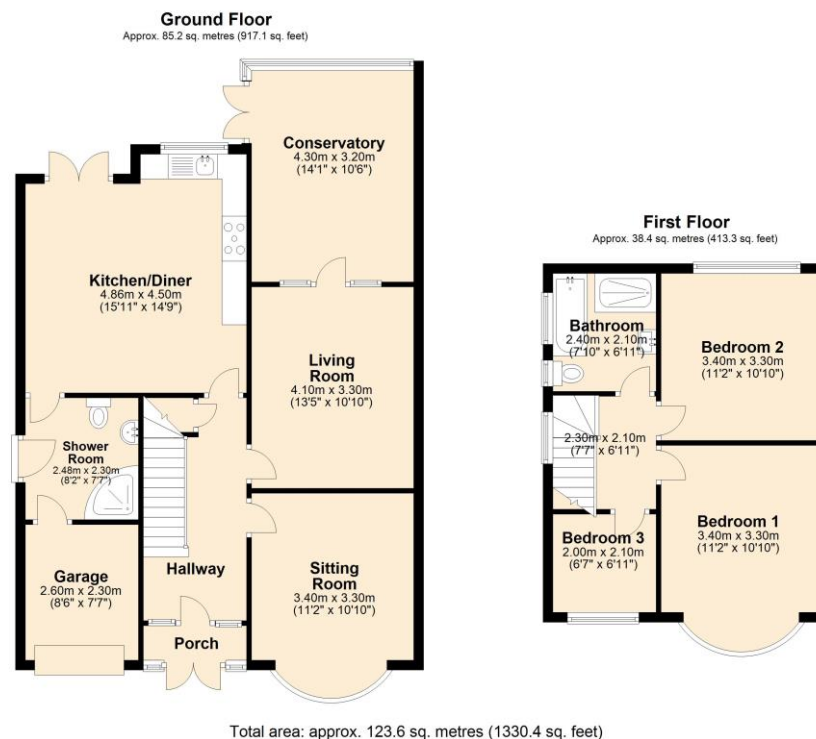 Ground Floor
Approx. 85.2 sq. metres (917.1 sq. feet)
Conservatory
4.30m x 3.20m
(14'1" x 10'6")
Kitchen/Diner
4.86m x 4.50m
(15'11" x 14'9")
Living
Room
4.10m x 3.30m
(13'5" x 10'10")
Shower
Room
2.48m x 2.30m
(8'2" x 7'7")
Garage
2.60m x 2.30m
(8'6" x 7'7")
Hallway
Porch
Sitting
Room
3.40m x 3.30m
(11'2" x 10'10")
First Floor
Approx. 38.4 sq. metres (413.3 sq. feet)
Bathroom
2.40m x 2.10m
(7'10" x 6'11")
Bedroom 2
3.40m x 3.30m
(11'2" x 10'10")
2.30m x 2.10m
(7'7" x 6'11")
Bedroom 3
2.00m x 2.10m
(6'7" x 6'11")
Bedroom 1
3.40m x 3.30m
(11'2" x 10'10")
Total area: approx. 123.6 sq. metres (1330.4 sq. feet)